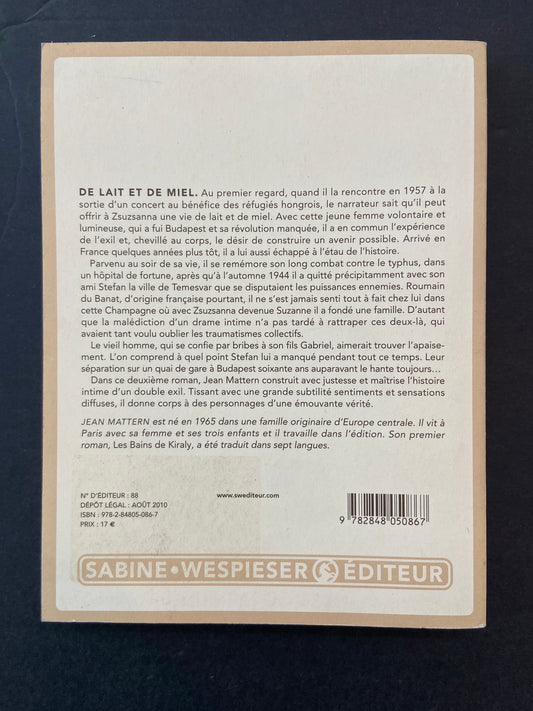 DE LAIT ET DE MIEL. Au premier regard, quand il la rencontre en 1957 à la
sortie d'un concert au bénéfice des réfugiés hongrois, le narrateur sait qu'il peut
offrir à Zsuzsanna une vie de lait et de miel. Avec cette jeune femme volontaire et
lumineuse, qui a fui Budapest et sa révolution manquée, il a en commun l'expérience
de l'exil et, chevillé au corps, le désir de construire un avenir possible. Arrivé en
France quelques années plus tôt, il a lui aussi échappé à l'étau de l'histoire.
Parvenu au soir de sa vie, il se remémore son long combat contre le typhus, dans
un hôpital de fortune, après qu'à l'automne 1944 il a quitté précipitamment avec son
ami Stefan la ville de Temesvar que se disputaient les puissances ennemies. Roumain
du Banat, d'origine française pourtant, il ne s'est jamais senti tout à fait chez lui dans
cette Champagne où avec Zsuzsanna devenue Suzanne il a fondé une famille. D'autant
que la malédiction d'un drame intime n'a pas tardé à rattraper ces deux-là, qui
avaient tant voulu oublier les traumatismes collectifs.
Le vieil homme, qui se confie par bribes à son fils Gabriel, aimerait trouver l'apaise-
ment. L'on comprend à quel point Stefan lui a manqué pendant tout ce temps. Leur
séparation sur un quai de gare à Budapest soixante ans auparavant le hante toujours...
Dans ce deuxième roman, Jean Mattern construit avec justesse et maîtrise l'histoire
intime d'un double exil. Tissant avec une grande subtilité sentiments et sensations
diffuses, il donne corps à des personnages d'une émouvante vérité.
JEAN MATTERN est né en 1965 dans une famille originaire d'Europe centrale. Il vit à
Paris avec sa femme et ses trois enfants et il travaille dans l'édition. Son premier
roman, Les Bains de Kiraly, a été traduit dans sept langues.
N° D'ÉDITEUR : 88
DÉPÔT LÉGAL : AOÛT 2010
ISBN : 978-2-84805-086-7
PRIX : 17 €
www.swediteur.com
9 782848 050867
SABINE • WESPIESER ÉDITEUR